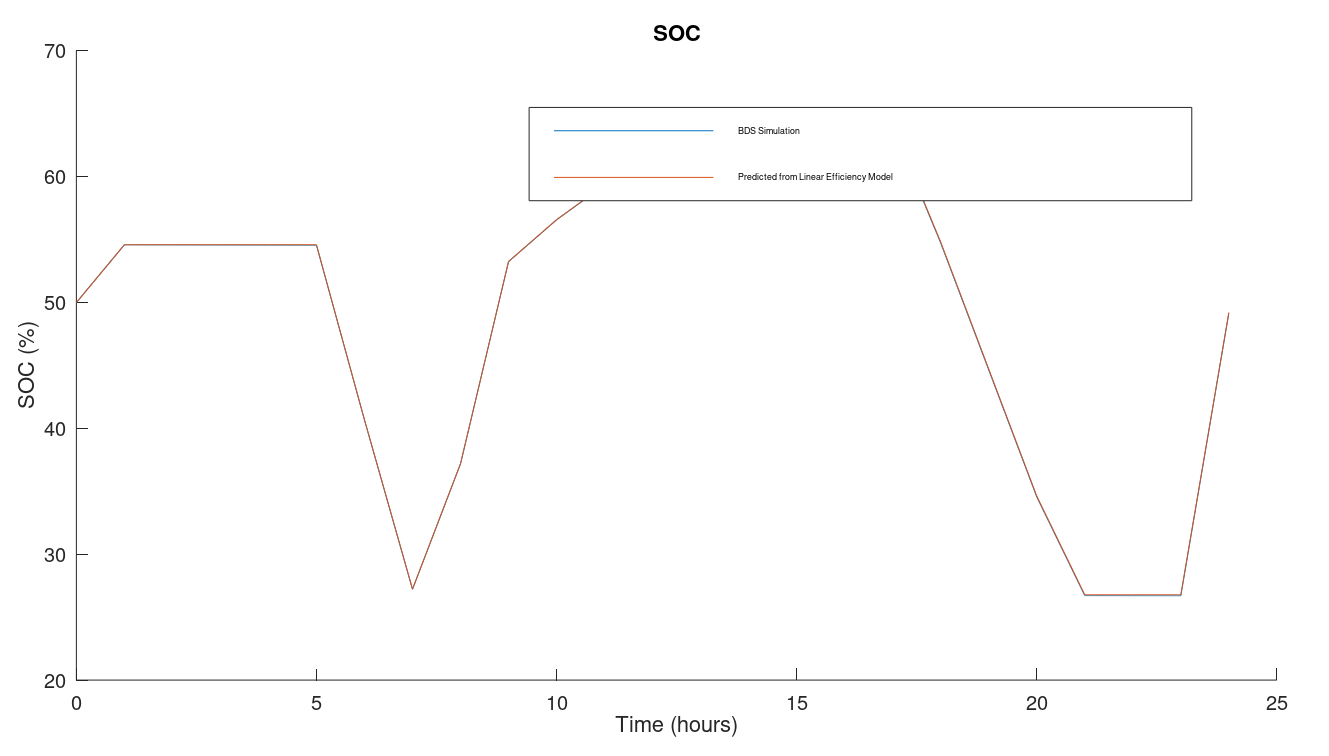 SOC
70
60
50
40
30
20
SOC (%)
BDS Simulation
Predicted from Linear Efficiency Model
0 5 10 15 20 25
Time (hours)